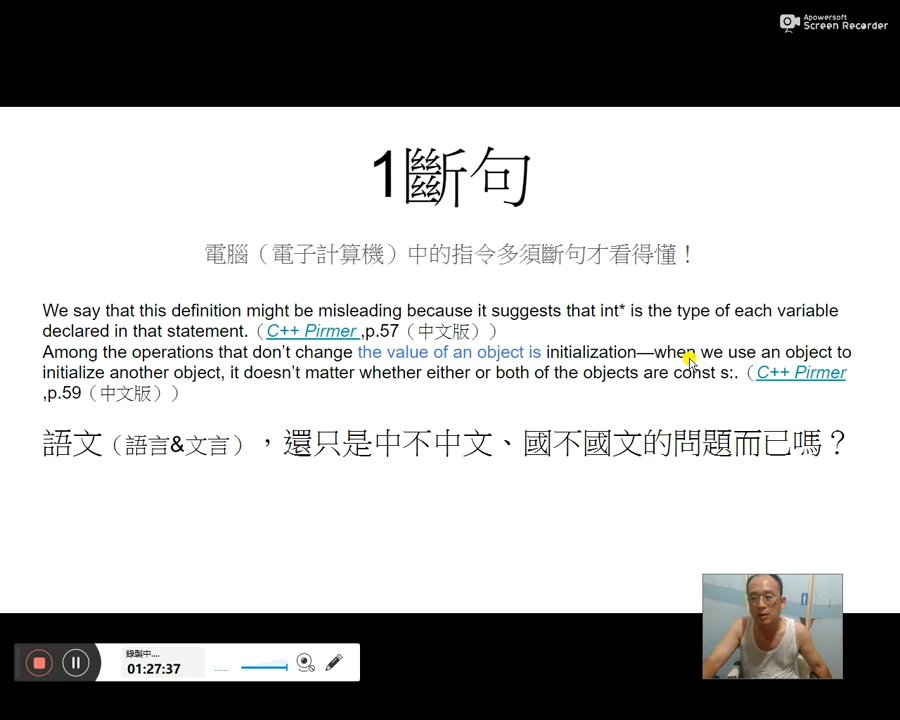 Apowersoft
Screen Recorder
1斷句
電腦（電子計算機）中的指令多須斷句才看得懂！
We say that this definition might be misleading because it suggests that int* is the type of each variable
declared in that statement.（C++ Pirmer ,p.57（中文版））
Among the operations that don’t change the value of an object is initialization—when we use an object to
initialize another object, it doesn’t matter whether either or both of the objects are const s:.（C++ Pirmer
,p.59（中文版））
語文（語言&文言），還只是中不中文、國不國文的問題而已嗎？
錄製中....
01:27:37